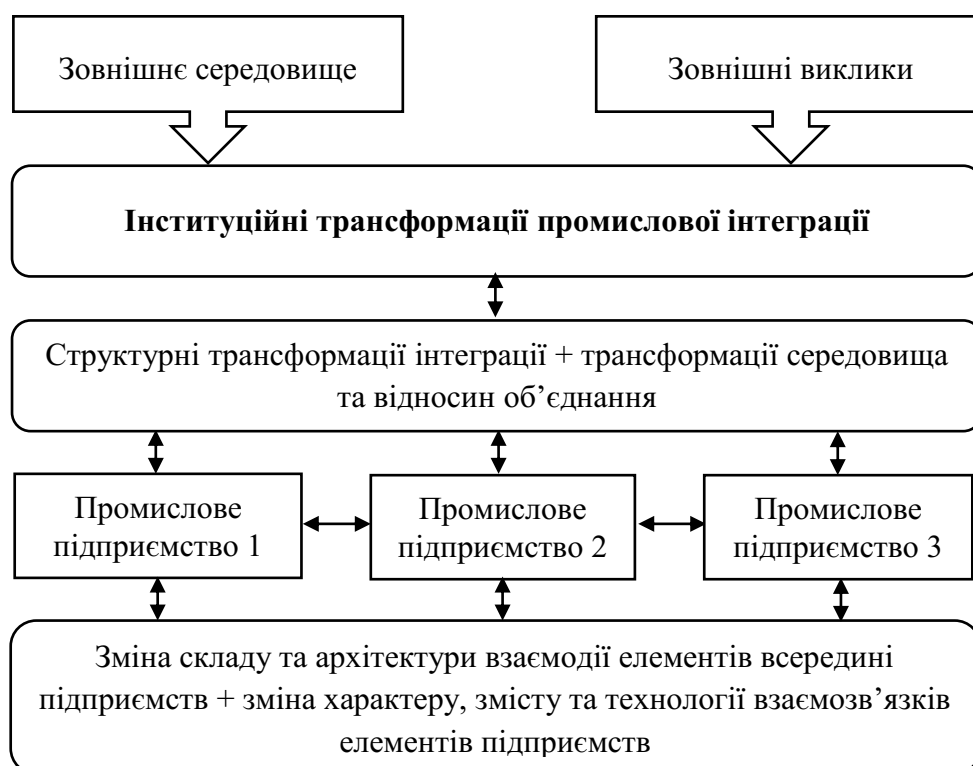 Зовнішнє середовище
Зовнішні виклики
Інституційні трансформації промислової інтеграції
Структурні трансформації інтеграції + трансформації середовища
та відносин об’єднання
Промислове
підприємство 1
Промислове
підприємство 2
Промислове
підприємство 3
Зміна складу та архітектури взаємодії елементів всередині
підприємств + зміна характеру, змісту та технології взаємозв’язків
елементів підприємств